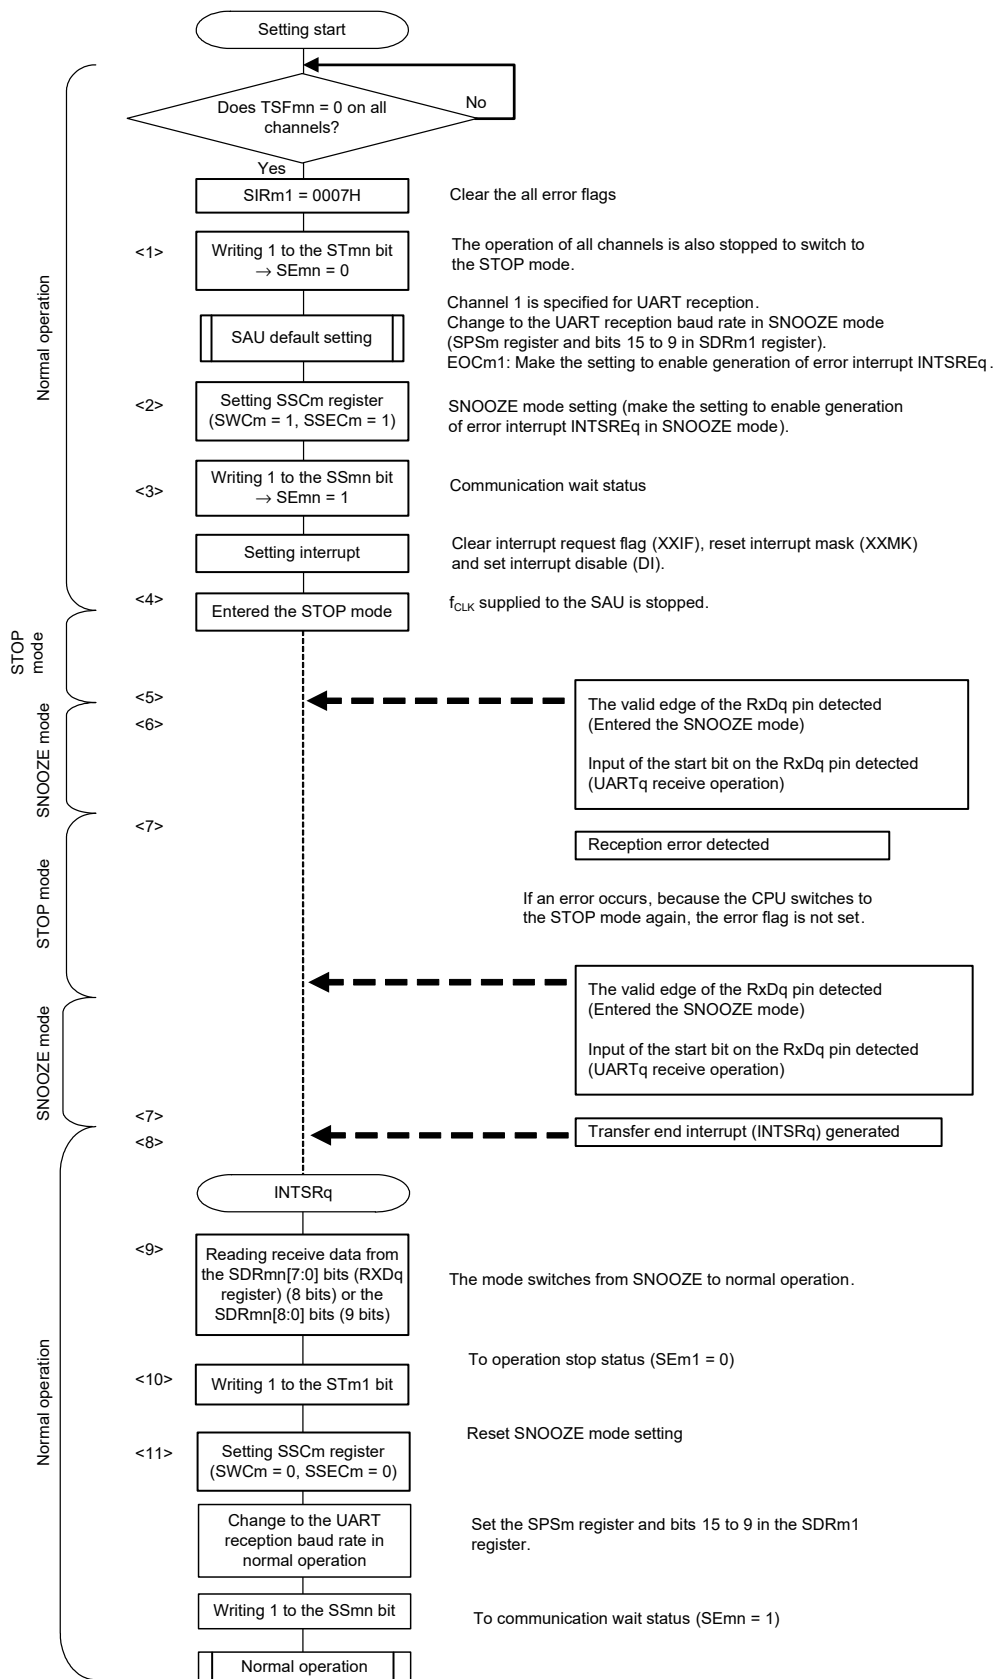 Setting start
Does TSFmn = 0 on all
channels?
No
Yes
SIRm1 = 0007H
Clear the all error flags
<1>
Writing 1 to the STmn bit
→ SEmn = 0
The operation of all channels is also stopped to switch to
the STOP mode.
SAU default setting
Channel 1 is specified for UART reception.
Change to the UART reception baud rate in SNOOZE mode
(SPSm register and bits 15 to 9 in SDRm1 register).
EOCm1: Make the setting to enable generation of error interrupt INTSREq.
Normal operation
<2>
Setting SSCm register
(SWCm = 1, SSECm = 1)
SNOOZE mode setting (make the setting to enable generation
of error interrupt INTSREq in SNOOZE mode).
<3>
Writing 1 to the SSmn bit
→ SEmn = 1
Communication wait status
Setting interrupt
Clear interrupt request flag (XXIF), reset interrupt mask (XXMK)
and set interrupt disable (DI).
<4>
Entered the STOP mode
fCLK supplied to the SAU is stopped.
STOP
mode
<5>
<6>
The valid edge of the RxDq pin detected
(Entered the SNOOZE mode)
Input of the start bit on the RxDq pin detected
(UARTq receive operation)
SNOOZE mode
<7>
Reception error detected
If an error occurs, because the CPU switches to
the STOP mode again, the error flag is not set.
STOP mode
The valid edge of the RxDq pin detected
(Entered the SNOOZE mode)
Input of the start bit on the RxDq pin detected
(UARTq receive operation)
SNOOZE mode
<7>
<8>
Transfer end interrupt (INTSRq) generated
INTSRq
<9>
Reading receive data from
the SDRmn[7:0] bits (RXDq
register) (8 bits) or the
SDRmn[8:0] bits (9 bits)
The mode switches from SNOOZE to normal operation.
<10>
Writing 1 to the STm1 bit
To operation stop status (SEm1 = 0)
Normal operation
<11>
Setting SSCm register
(SWCm = 0, SSECm = 0)
Reset SNOOZE mode setting
Change to the UART
reception baud rate in
normal operation
Set the SPSm register and bits 15 to 9 in the SDRm1
register.
Writing 1 to the SSmn bit
To communication wait status (SEmn = 1)
Normal operation